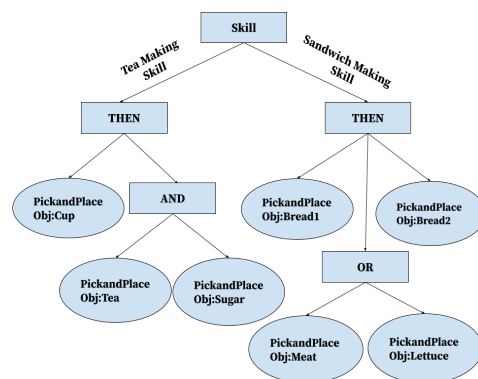 Skill
Tea Making
Skill
Sandwich Making
Skill
THEN
THEN
PickandPlace
Obj:Cup
AND
PickandPlace
Obj:Bread1
PickandPlace
Obj:Bread2
PickandPlace
Obj:Tea
PickandPlace
Obj:Sugar
OR
PickandPlace
Obj:Meat
PickandPlace
Obj:Lettuce